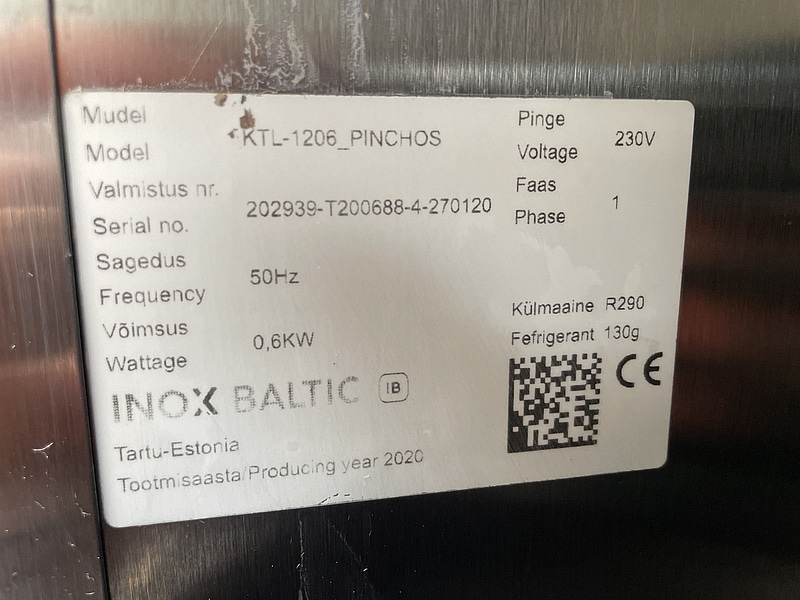 Mudel
Model KTL-1206_PINCHOS
Valmistus nr.
Serial no. 202939-T200688-4-270120
Sagedus
Frequency 50Hz
Võimsus
Wattage 0,6KW
Pinge
Voltage 230V
Faas
Phase 1
Külmaaine R290
Fefrigerant 130g
CE
INOX BALTIC IB
Tartu-Estonia
Tootmisaasta/Producing year 2020